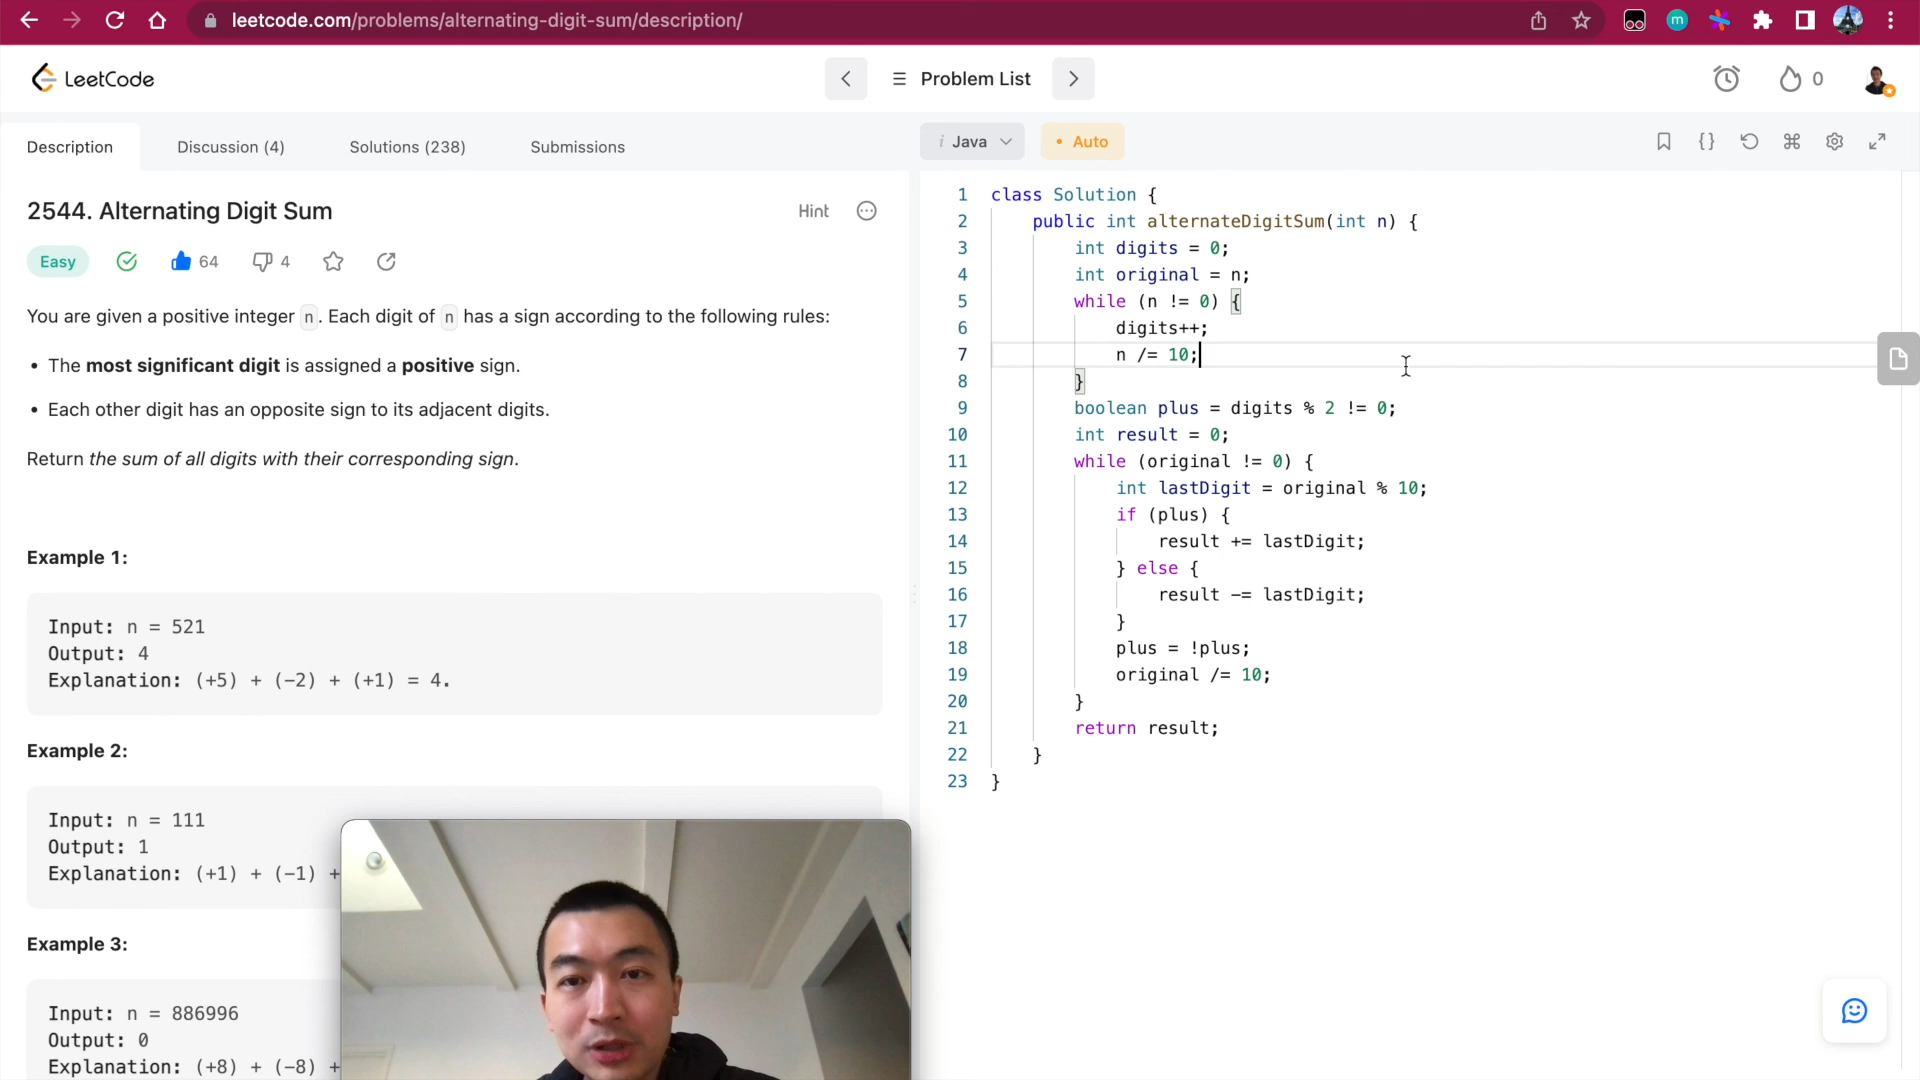 leetcode.com/problems/alternating-digit-sum/description/
m
LeetCode
Problem List
0
Description
Discussion (4)
Solutions (238)
Submissions
i Java
• Auto
{}
2544. Alternating Digit Sum
Hint
Easy
64
4
You are given a positive integer n. Each digit of n has a sign according to the following rules:
• The most significant digit is assigned a positive sign.
• Each other digit has an opposite sign to its adjacent digits.
Return the sum of all digits with their corresponding sign.
Example 1:
Input: n = 521
Output: 4
Explanation: (+5) + (-2) + (+1) = 4.
Example 2:
Input: n = 111
Output: 1
Explanation: (+1) + (-1) +
Example 3:
Input: n = 886996
Output: 0
Explanation: (+8) + (-8) +
1 class Solution {
2 public int alternateDigitSum(int n) {
3 int digits = 0;
4 int original = n;
5 while (n != 0) {
6 digits++;
7 n /= 10;
8 }
9 boolean plus = digits % 2 != 0;
10 int result = 0;
11 while (original != 0) {
12 int lastDigit = original % 10;
13 if (plus) {
14 result += lastDigit;
15 } else {
16 result -= lastDigit;
17 }
18 plus = !plus;
19 original /= 10;
20 }
21 return result;
22 }
23 }